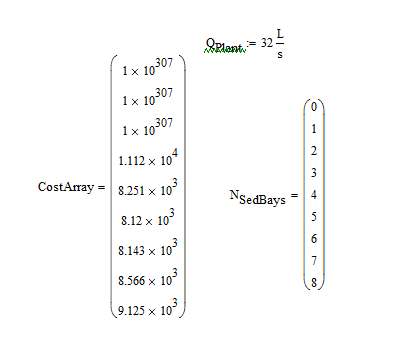 Q_Plant := 32 L/s
CostArray =
1 × 10^307
1 × 10^307
1 × 10^307
1.112 × 10^4
8.251 × 10^3
8.12 × 10^3
8.143 × 10^3
8.566 × 10^3
9.125 × 10^3
N_SedBays =
0
1
2
3
4
5
6
7
8